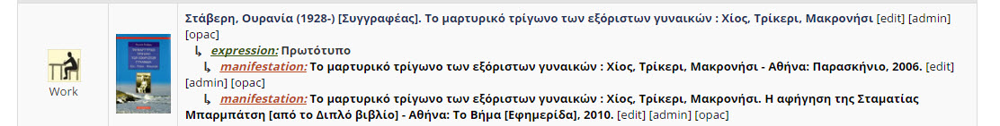 Στάβερη, Ουρανία (1928-) [Συγγραφέας]. Το μαρτυρικό τρίγωνο των εξόριστων γυναικών : Χίος, Τρίκερι, Μακρονήσι [edit] [admin]
[opac]
↳ expression: Πρωτότυπο
↳ manifestation: Το μαρτυρικό τρίγωνο των εξόριστων γυναικών : Χίος, Τρίκερι, Μακρονήσι - Αθήνα: Παρασκήνιο, 2006. [edit]
[admin] [opac]
↳ manifestation: Το μαρτυρικό τρίγωνο των εξόριστων γυναικών : Χίος, Τρίκερι, Μακρονήσι. Η αφήγηση της Σταματίας
Μπαρμπάτση [από το Διπλό βιβλίο] - Αθήνα: Το Βήμα [Εφημερίδα], 2010. [edit] [admin] [opac]
Work